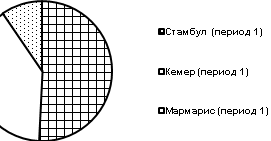 Стамбул (период 1)
Кемер (период 1)
Мармарис (период 1)